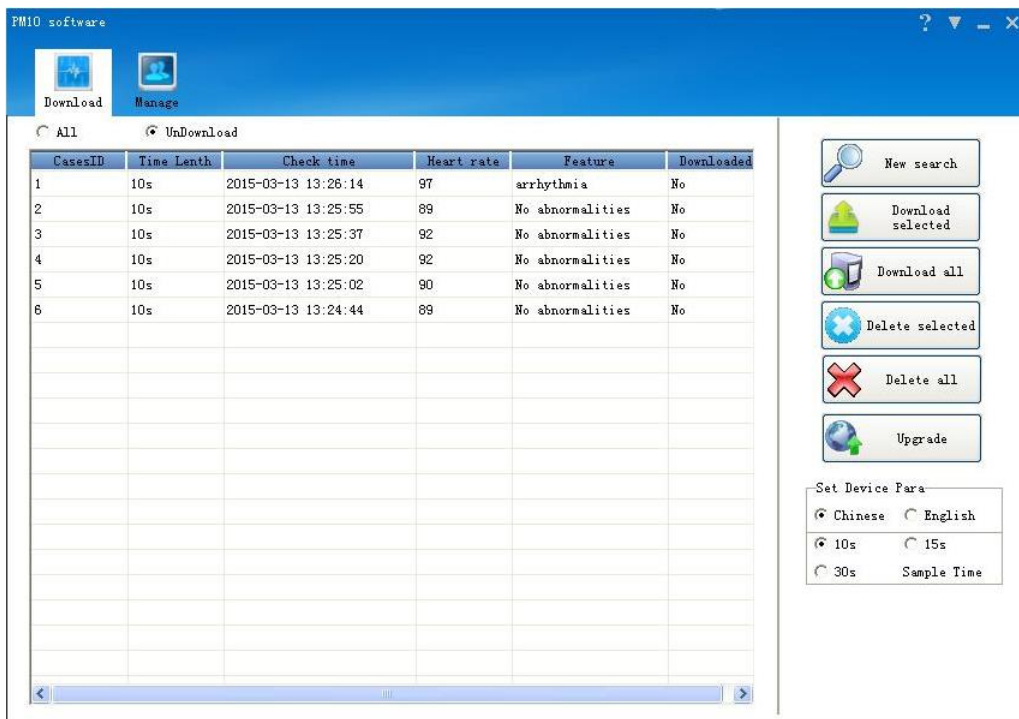 PM10 software
Download Manage
All UnDownload
CasesID Time Lenth Check time Heart rate Feature Downloaded
1 10s 2015-03-13 13:26:14 97 arrhythmia No
2 10s 2015-03-13 13:25:55 89 No abnormalities No
3 10s 2015-03-13 13:25:37 92 No abnormalities No
4 10s 2015-03-13 13:25:20 92 No abnormalities No
5 10s 2015-03-13 13:25:02 90 No abnormalities No
6 10s 2015-03-13 13:24:44 89 No abnormalities No
New search
Download
selected
Download all
Delete selected
Delete all
Upgrade
Set Device Para
Chinese English
10s 15s
30s Sample Time